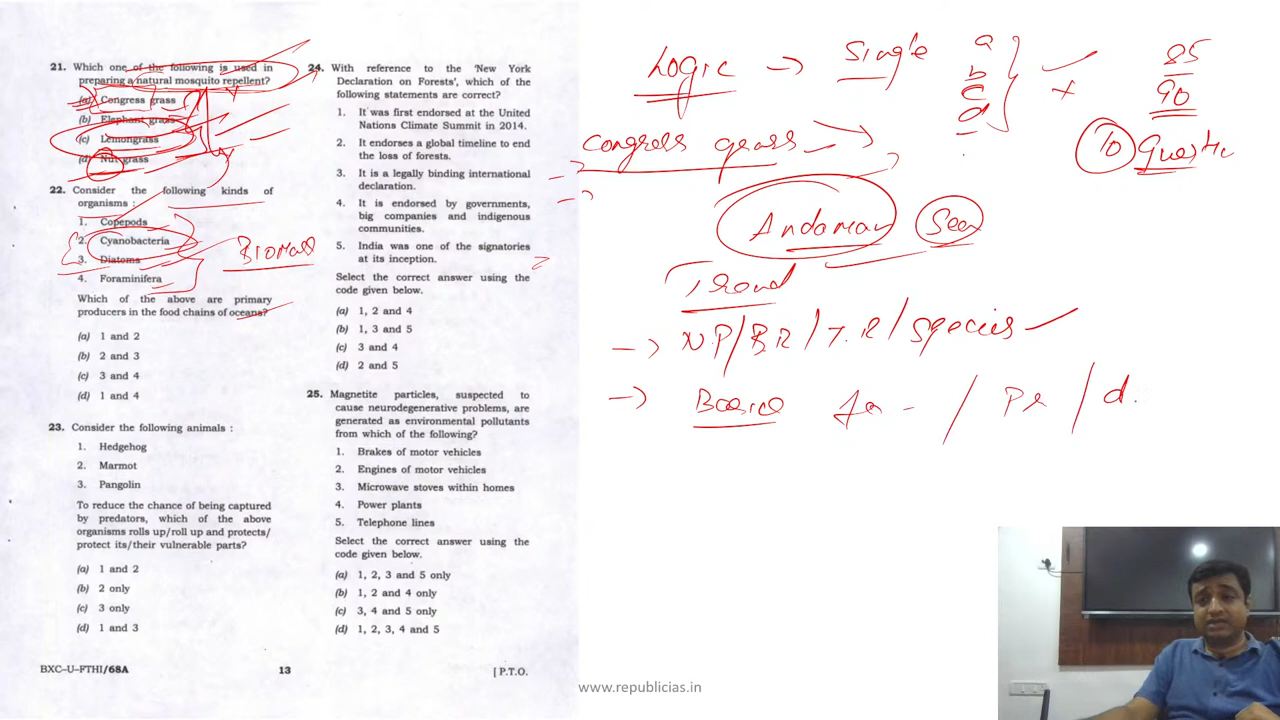 21. Which one of the following is used in
preparing a natural mosquito repellent?
(a) Congress grass
(b) Elephant grass
(c) Lemongrass
(d) Nut grass
22. Consider the following kinds of
organisms :
1. Copepods
2. Cyanobacteria
3. Diatoms
4. Foraminifera
Which of the above are primary
producers in the food chains of oceans?
(a) 1 and 2
(b) 2 and 3
(c) 3 and 4
(d) 1 and 4
23. Consider the following animals :
1. Hedgehog
2. Marmot
3. Pangolin
To reduce the chance of being captured
by predators, which of the above
organisms rolls up/roll up and protects/
protect its/their vulnerable parts?
(a) 1 and 2
(b) 2 only
(c) 3 only
(d) 1 and 3
BXC-U-FTHI/68A
24. With reference to the 'New York
Declaration on Forests', which of the
following statements are correct?
1. It was first endorsed at the United
Nations Climate Summit in 2014.
2. It endorses a global timeline to end
the loss of forests.
3. It is a legally binding international
declaration.
4. It is endorsed by governments,
big companies and indigenous
communities.
5. India was one of the signatories
at its inception.
Select the correct answer using the
code given below.
(a) 1, 2 and 4
(b) 1, 3 and 5
(c) 3 and 4
(d) 2 and 5
25. Magnetite particles, suspected to
cause neurodegenerative problems, are
generated as environmental pollutants
from which of the following?
1. Brakes of motor vehicles
2. Engines of motor vehicles
3. Microwave stoves within homes
4. Power plants
5. Telephone lines
Select the correct answer using the
code given below.
(a) 1, 2, 3 and 5 only
(b) 1, 2 and 4 only
(c) 3, 4 and 5 only
(d) 1, 2, 3, 4 and 5
13
[ P.T.O.
Logic → Single a
b
c
d
85
90
congress grass
Andaman Sea
Trend
→ N.P/BR/T.R/Species
→
/ Pr / d.
www.republicias.in